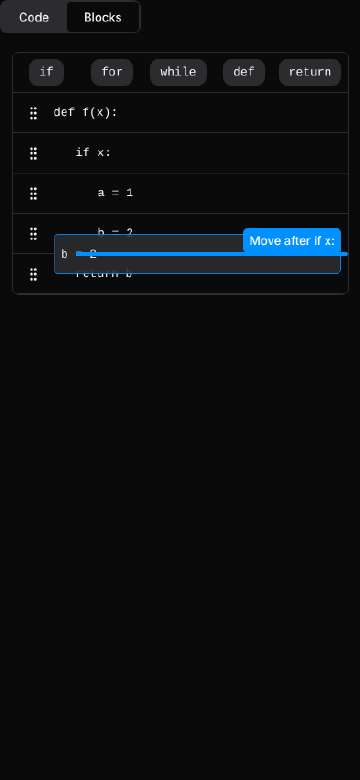 Code Blocks
if for while def return
def f(x):
if x:
a = 1
b = 2
Move after if x:
b = 2
return b